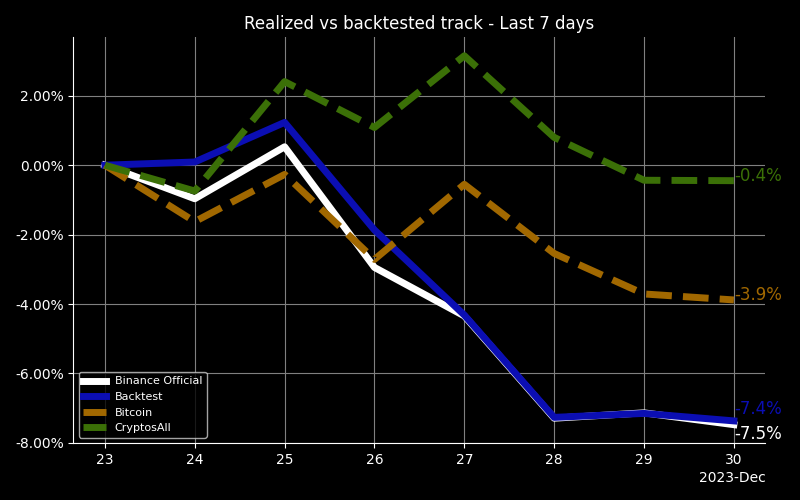 Realized vs backtested track - Last 7 days
2.00%
0.00%
-2.00%
-4.00%
-6.00%
-8.00%
-0.4%
-3.9%
-7.4%
-7.5%
Binance Official
Backtest
Bitcoin
CryptosAll
23 24 25 26 27 28 29 30
2023-Dec